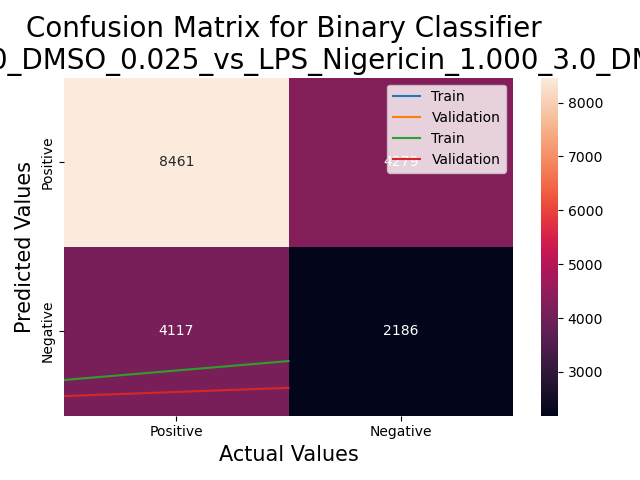 Confusion Matrix for Binary Classifier
0_DMSO_0.025_vs_LPS_Nigericin_1.000_3.0_DM
Train
Validation
Train
Validation
8461
4117
2186
Positive
Negative
Predicted Values
Positive
Negative
Actual Values
8000
7000
6000
5000
4000
3000